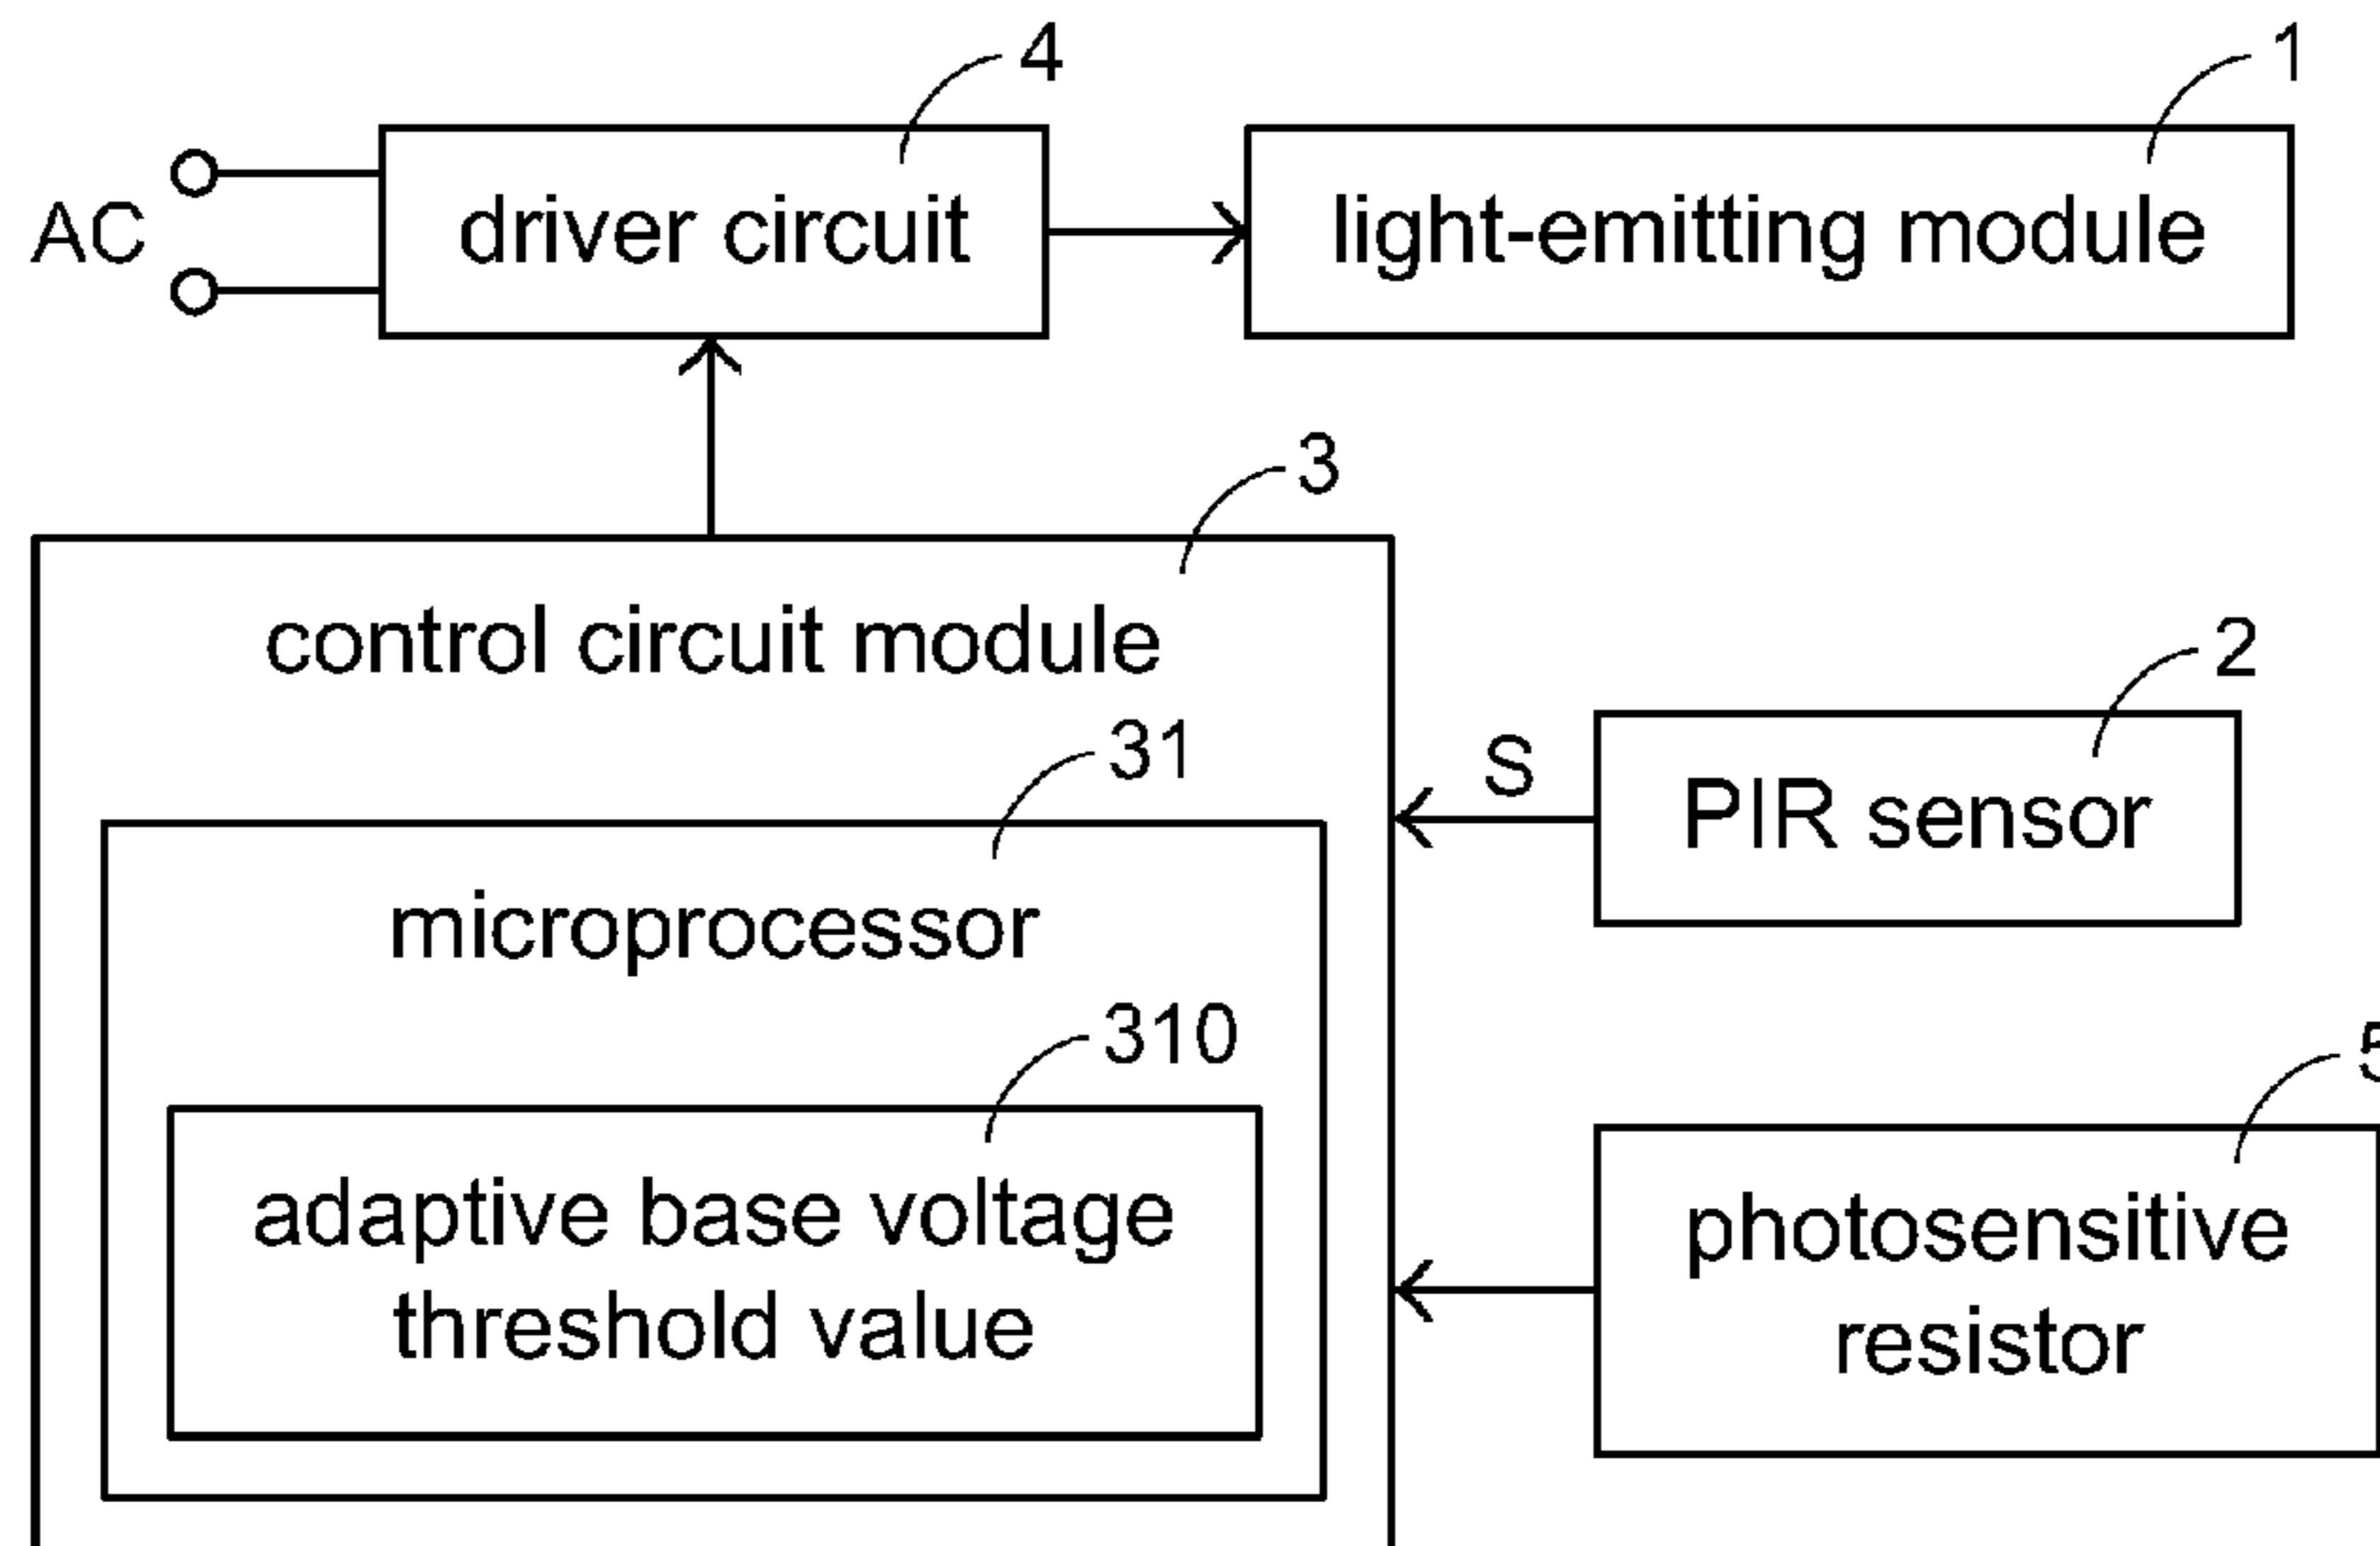 4
1
AC
driver circuit
light-emitting module
3
control circuit module
2
31
S
PIR sensor
microprocessor
310
5
adaptive base voltage
threshold value
photosensitive
resistor